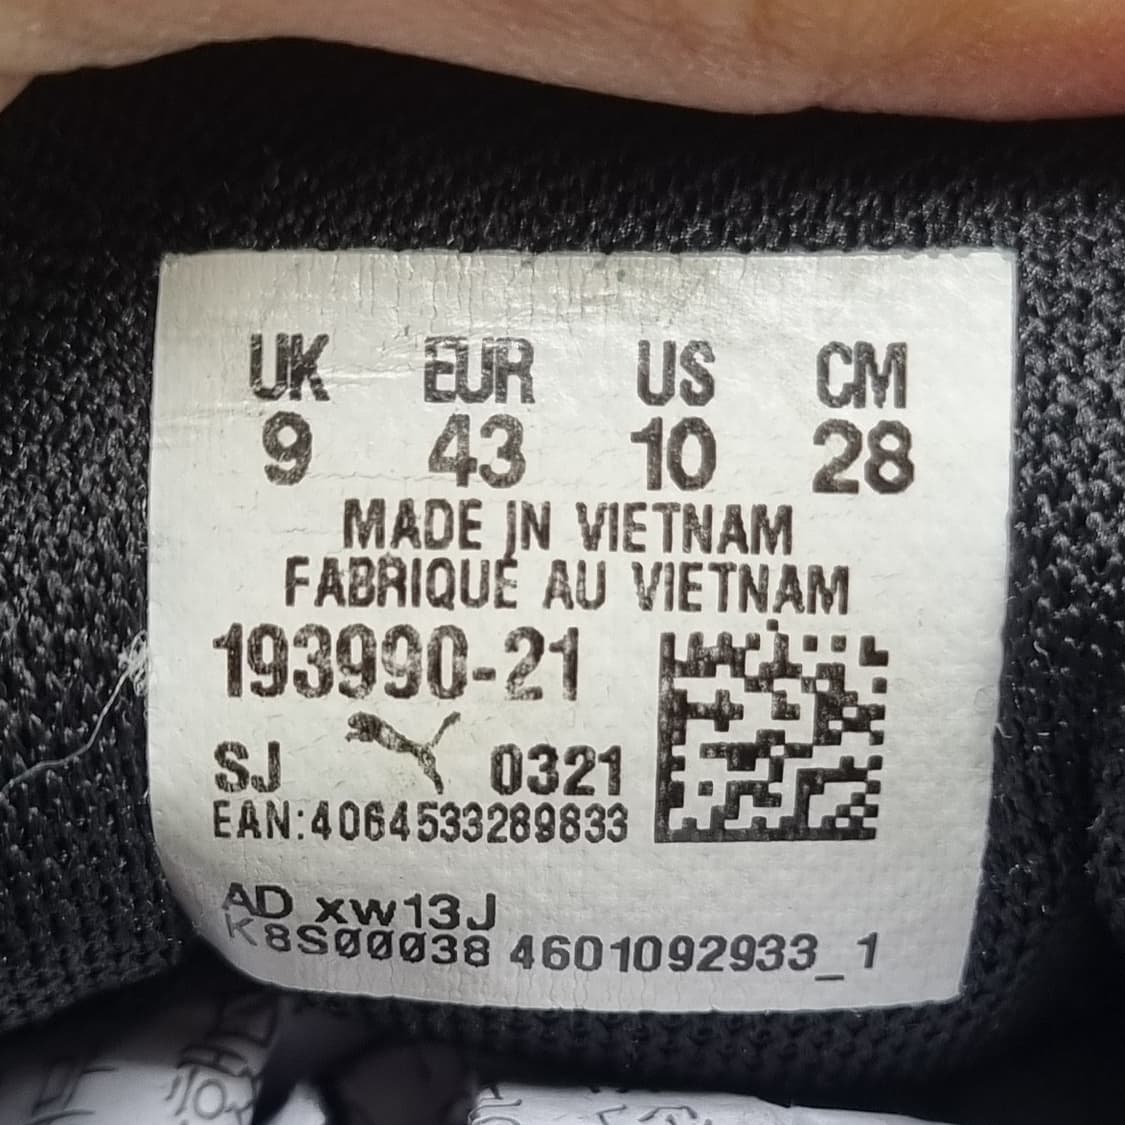 UK EUR US CM
9 43 10 28
MADE IN VIETNAM
FABRIQUÉ AU VIETNAM
193990-21
SJ 0321
EAN:4064533289833
AD xw13J
K8S00038 4601092933_1